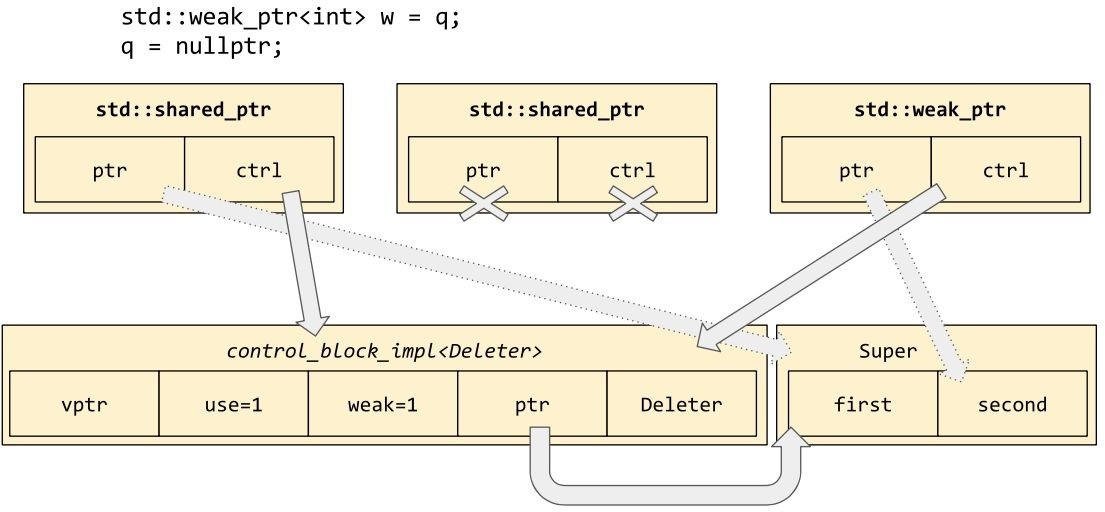 std::weak_ptr<int> w = q;
q = nullptr;
std::shared_ptr
ptr ctrl
std::shared_ptr
ptr ctrl
std::weak_ptr
ptr ctrl
control_block_impl<Deleter>
vptr use=1 weak=1 ptr Deleter
Super
first second